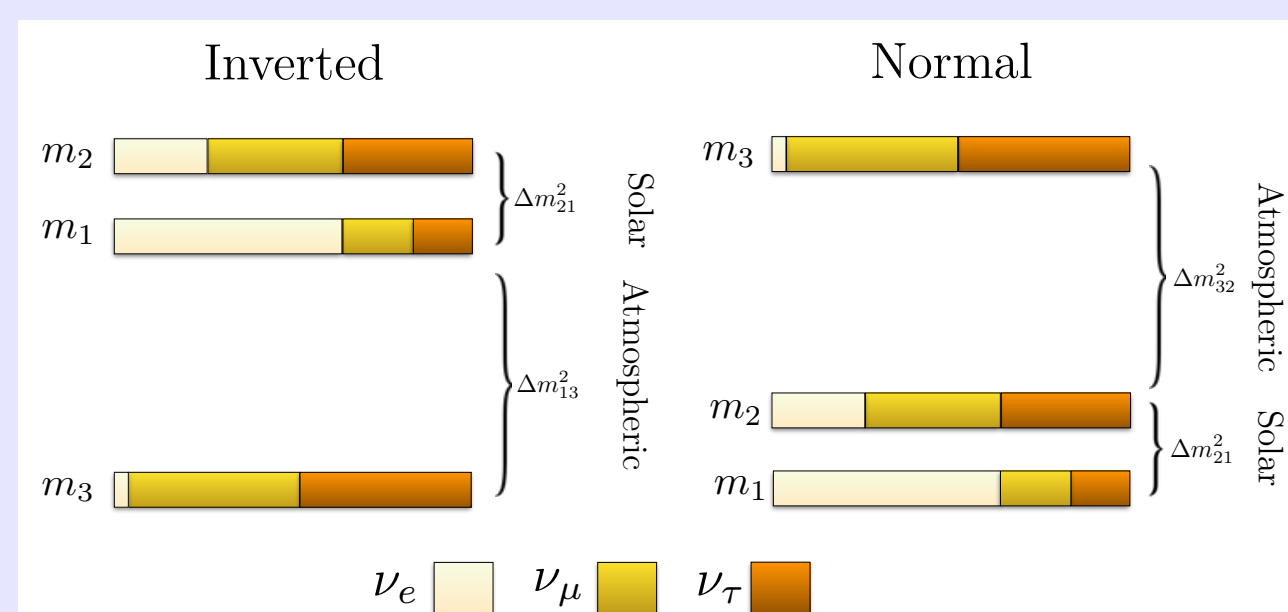 Inverted
Normal
m₂
Δm²₂₁
Solar
m₁
Δm²₁₃
Atmospheric
m₃
m₃
Δm²₃₂
Atmospheric
m₂
Δm²₂₁
Solar
m₁
νₑ ν_μ ν_τ